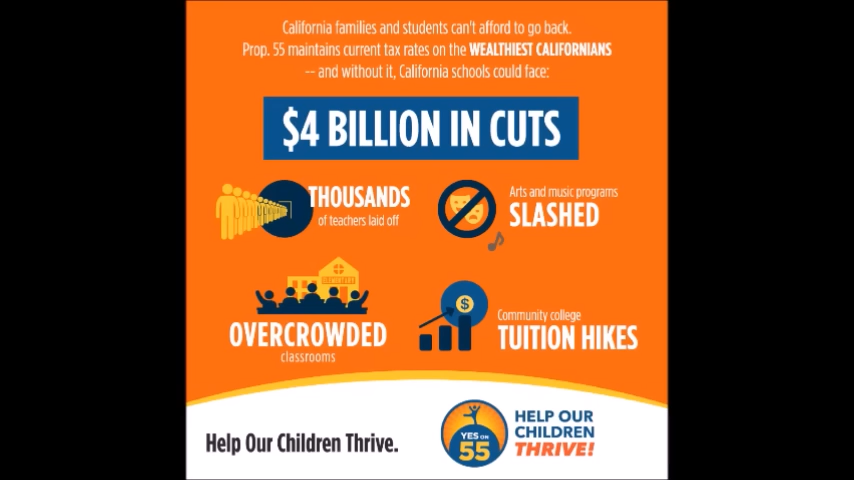 California families and students can't afford to go back.
Prop. 55 maintains current tax rates on the WEALTHIEST CALIFORNIANS
-- and without it, California schools could face:
$4 BILLION IN CUTS
THOUSANDS
of teachers laid off
Arts and music programs
SLASHED
OVERCROWDED
classrooms
$
Community college
TUITION HIKES
Help Our Children Thrive.
YES ON
55
HELP OUR
CHILDREN
THRIVE!